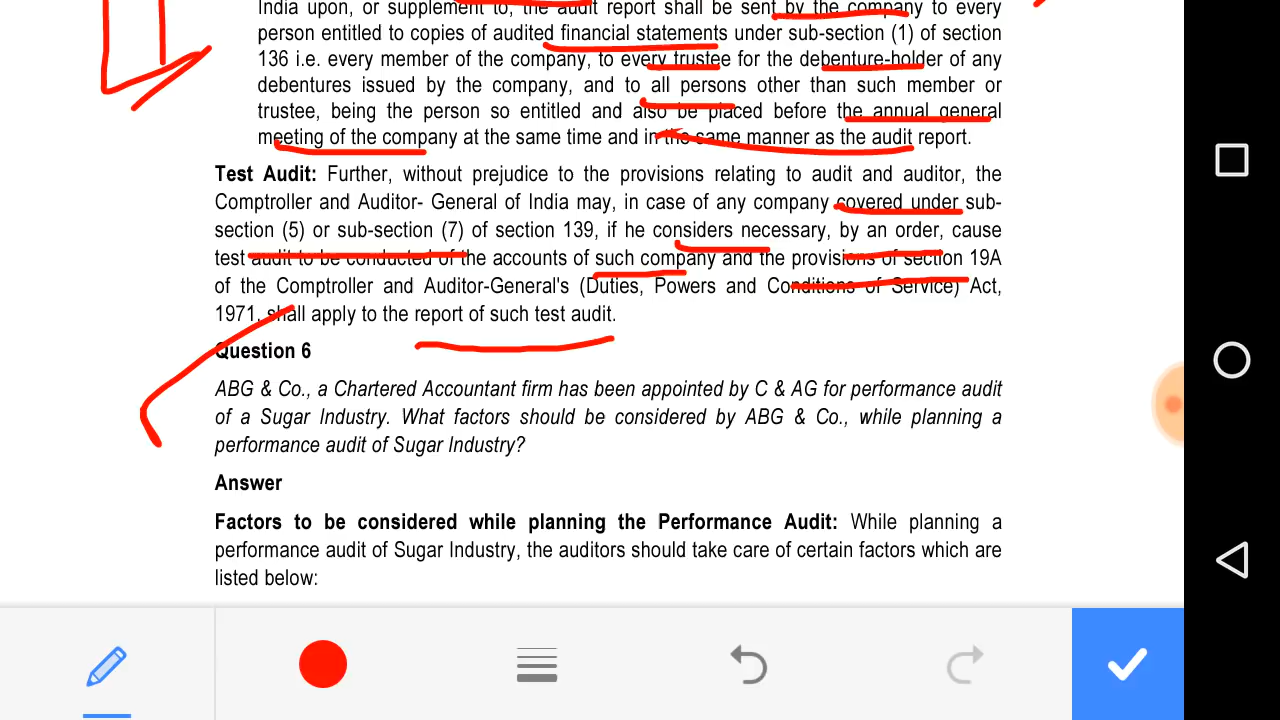 India upon, or supplement to, the audit report shall be sent by the company to every
person entitled to copies of audited financial statements under sub-section (1) of section
136 i.e. every member of the company, to every trustee for the debenture-holder of any
debentures issued by the company, and to all persons other than such member or
trustee, being the person so entitled and also be placed before the annual general
meeting of the company at the same time and in the same manner as the audit report.
Test Audit: Further, without prejudice to the provisions relating to audit and auditor, the
Comptroller and Auditor- General of India may, in case of any company covered under sub-
section (5) or sub-section (7) of section 139, if he considers necessary, by an order, cause
test audit to be conducted of the accounts of such company and the provisions of section 19A
of the Comptroller and Auditor-General's (Duties, Powers and Conditions of Service) Act,
1971, shall apply to the report of such test audit.
Question 6
ABG & Co., a Chartered Accountant firm has been appointed by C & AG for performance audit
of a Sugar Industry. What factors should be considered by ABG & Co., while planning a
performance audit of Sugar Industry?
Answer
Factors to be considered while planning the Performance Audit: While planning a
performance audit of Sugar Industry, the auditors should take care of certain factors which are
listed below: